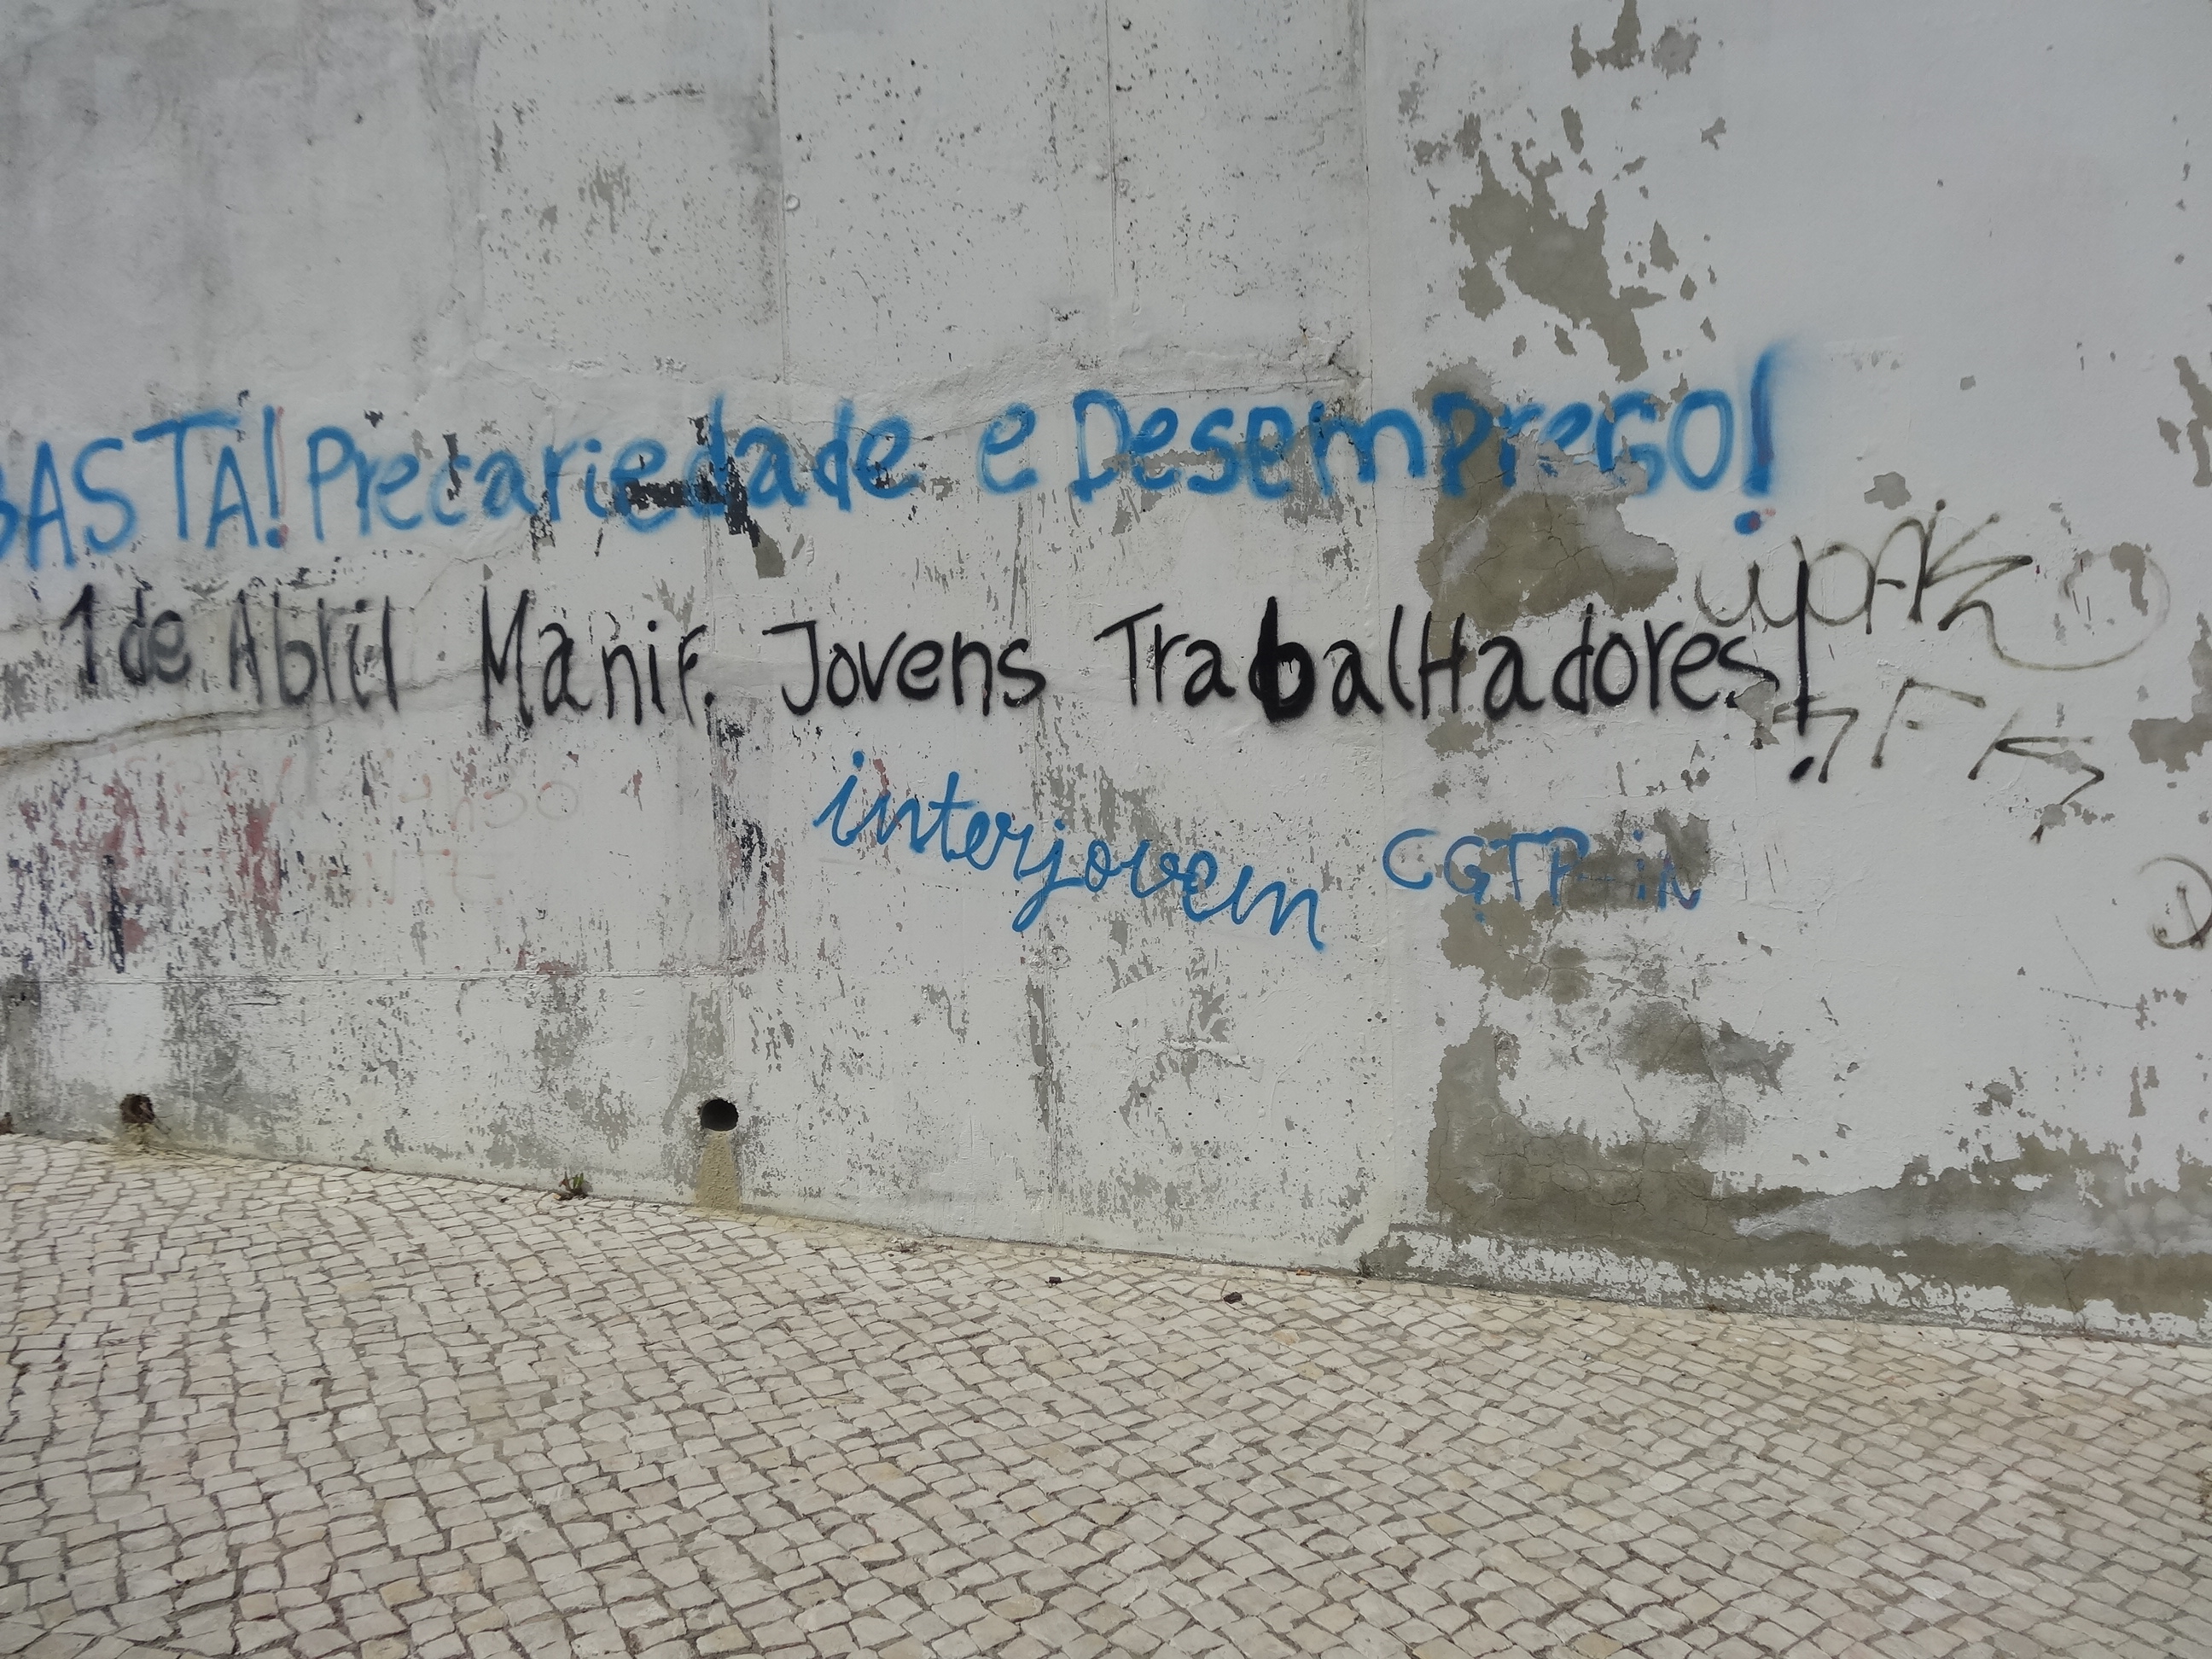 BASTA! Precariedade e Desemprego!
1 de Abril Manif. Jovens Trabalhadores!
interjovem CGTP-iN